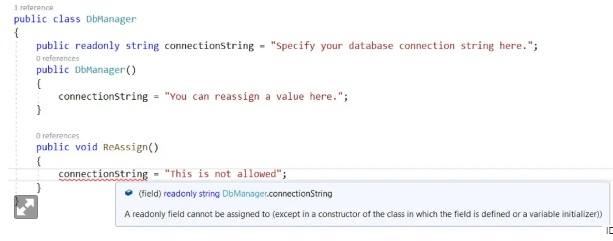 1 reference
public class DbManager
{
public readonly string connectionString = "Specify your database connection string here.";
0 references
public DbManager()
{
connectionString = "You can reassign a value here.";
}
0 references
public void ReAssign()
{
connectionString = "This is not allowed";
}
(field) readonly string DbManager.connectionString
}
A readonly field cannot be assigned to (except in a constructor of the class in which the field is defined or a variable initializer))